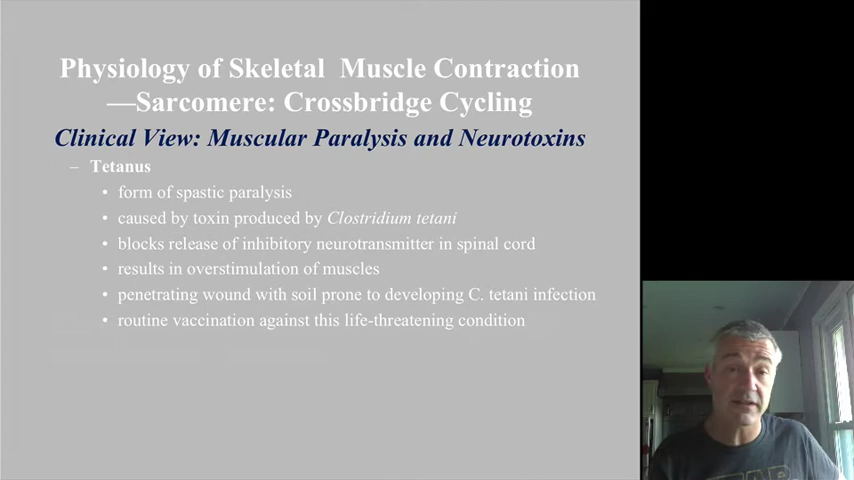 Physiology of Skeletal Muscle Contraction
—Sarcomere: Crossbridge Cycling
Clinical View: Muscular Paralysis and Neurotoxins
– Tetanus
• form of spastic paralysis
• caused by toxin produced by Clostridium tetani
• blocks release of inhibitory neurotransmitter in spinal cord
• results in overstimulation of muscles
• penetrating wound with soil prone to developing C. tetani infection
• routine vaccination against this life-threatening condition